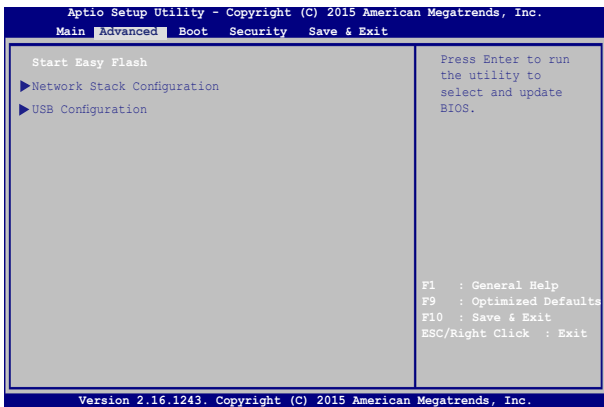 Aptio Setup Utility - Copyright (C) 2015 American Megatrends, Inc.
Main Advanced Boot Security Save & Exit
Start Easy Flash
Network Stack Configuration
USB Configuration
Press Enter to run
the utility to
select and update
BIOS.
F1 : General Help
F9 : Optimized Defaults
F10 : Save & Exit
ESC/Right Click : Exit
Version 2.16.1243. Copyright (C) 2015 American Megatrends, Inc.